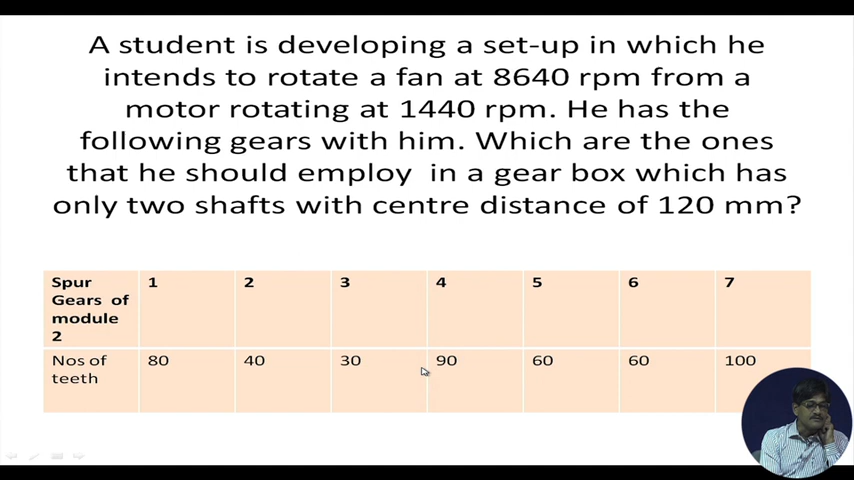 A student is developing a set-up in which he
intends to rotate a fan at 8640 rpm from a
motor rotating at 1440 rpm. He has the
following gears with him. Which are the ones
that he should employ in a gear box which has
only two shafts with centre distance of 120 mm?
Spur Gears of module 2 1 2 3 4 5 6 7
Nos of teeth 80 40 30 90 60 60 100